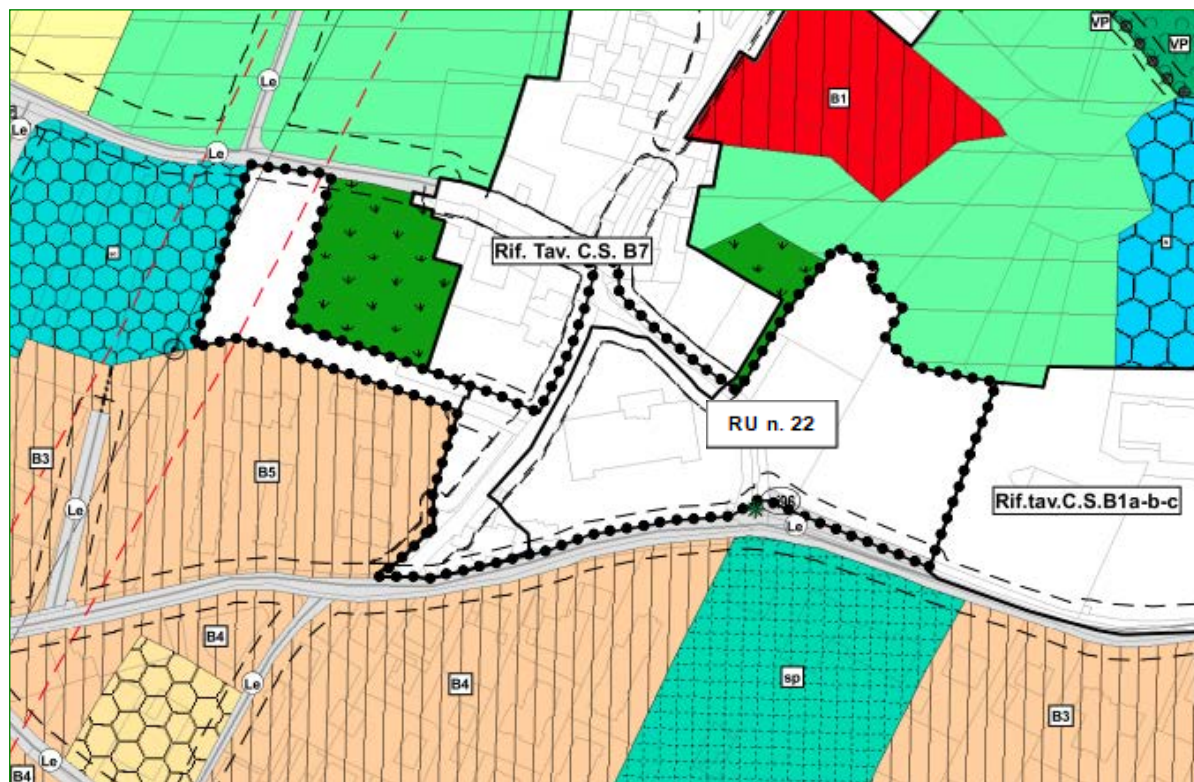 VP
VP
Le
B1
Le
Le
Rif. Tav. C.S. B7
RU n. 22
B3
B5
Rif.tav.C.S.B1a-b-c
Le
Le
B4
sp
Le
B4
B3
Le
B4